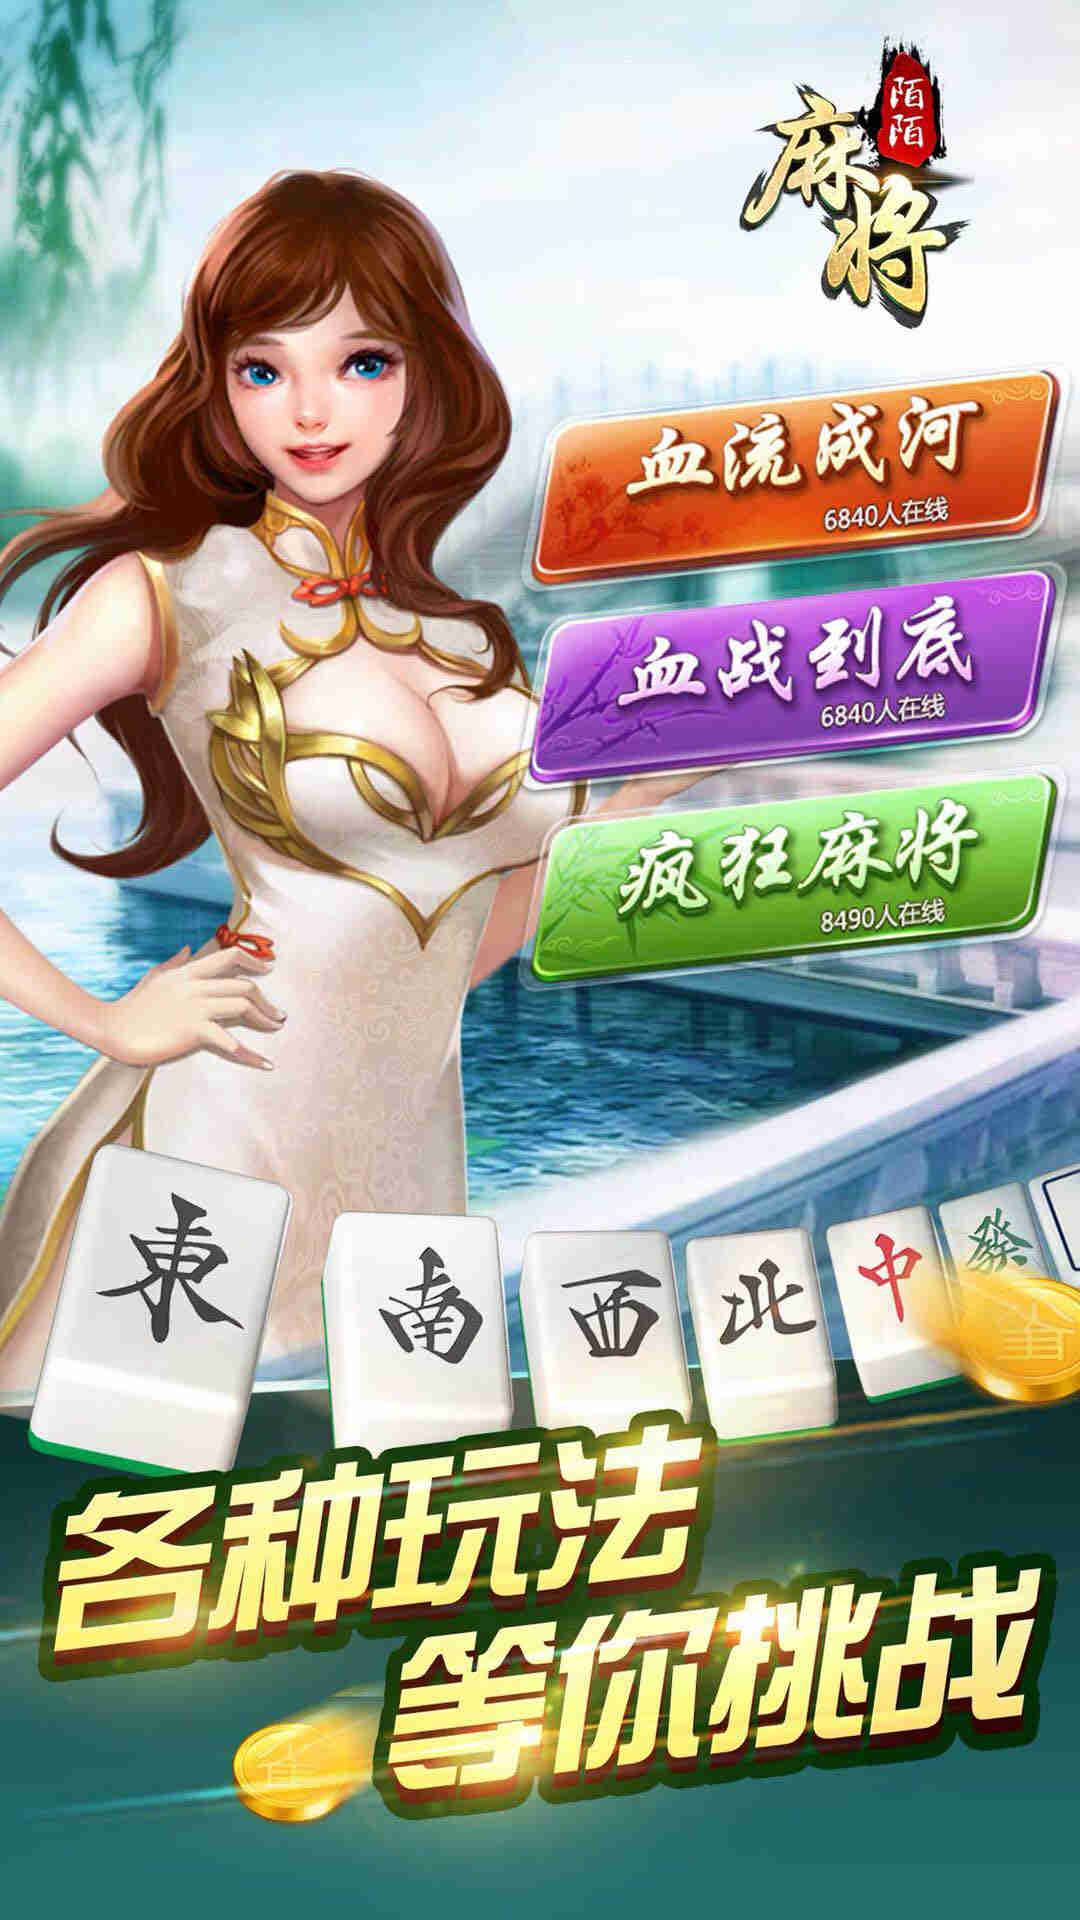 陌陌
麻将
血流成河
6840人在线
血战到底
6840人在线
疯狂麻将
8490人在线
東 南 西 北 中 發
各种玩法
等你挑战